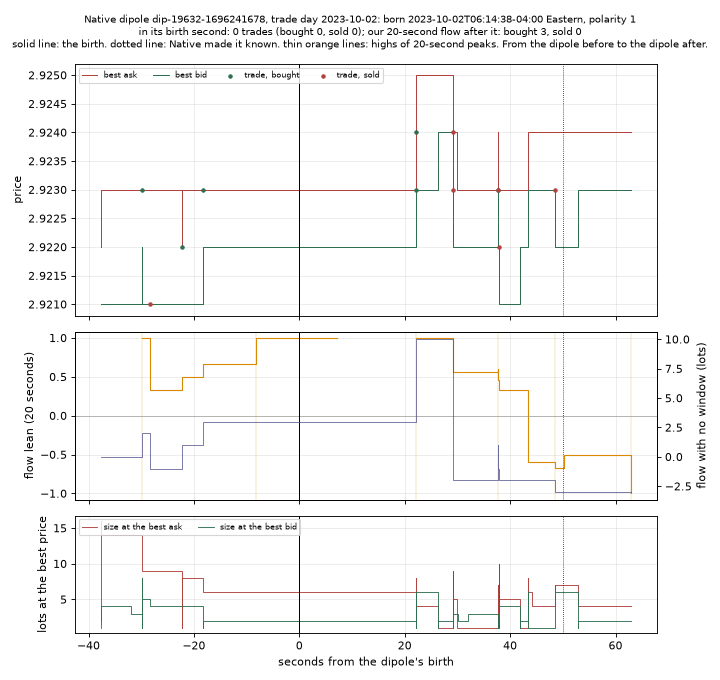 Native dipole dip-19632-1696241678, trade day 2023-10-02: born 2023-10-02T06:14:38-04:00 Eastern, polarity 1
in its birth second: 0 trades (bought 0, sold 0); our 20-second flow after it: bought 3, sold 0
solid line: the birth. dotted line: Native made it known. thin orange lines: highs of 20-second peaks. From the dipole before to the dipole after.
best ask
best bid
trade, bought
trade, sold
price
2.9250
2.9245
2.9240
2.9235
2.9230
2.9225
2.9220
2.9215
2.9210
flow lean (20 seconds)
1.0
0.5
0.0
−0.5
−1.0
10.0
7.5
5.0
2.5
0.0
−2.5
flow with no window (lots)
size at the best ask
size at the best bid
lots at the best price
15
10
5
−40
−20
0
20
40
60
seconds from the dipole's birth